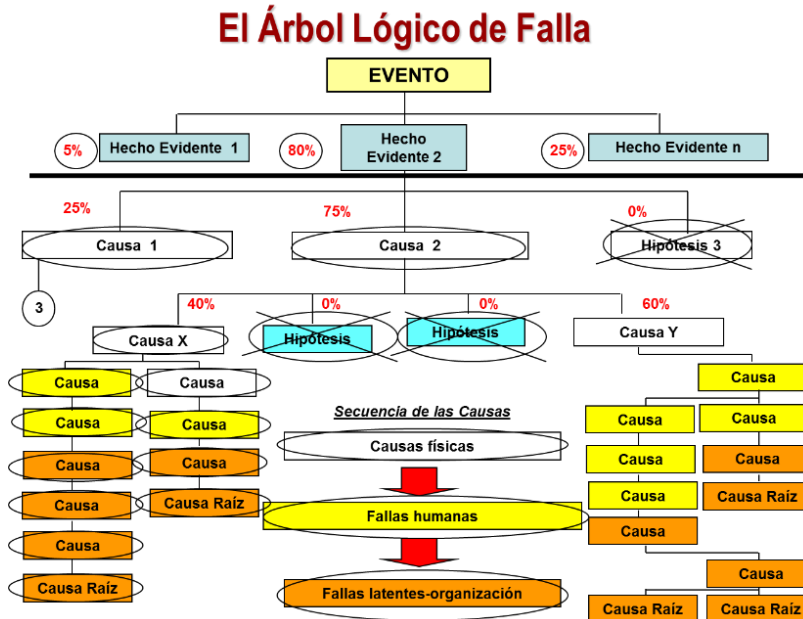 El Árbol Lógico de Falla
EVENTO
5%
Hecho Evidente 1
80%
Hecho
Evidente 2
25%
Hecho Evidente n
25%
75%
0%
Causa 1
Causa 2
Hipótesis 3
3
40%
0%
0%
60%
Causa X
Hipótesis
Hipótesis
Causa Y
Causa
Causa
Causa
Causa
Causa
Causa
Causa
Causa
Causa Raíz
Causa
Causa Raíz
Secuencia de las Causas
Causas físicas
Fallas humanas
Fallas latentes-organización
Causa
Causa
Causa
Causa
Causa
Causa
Causa Raíz
Causa
Causa
Causa Raíz
Causa Raíz